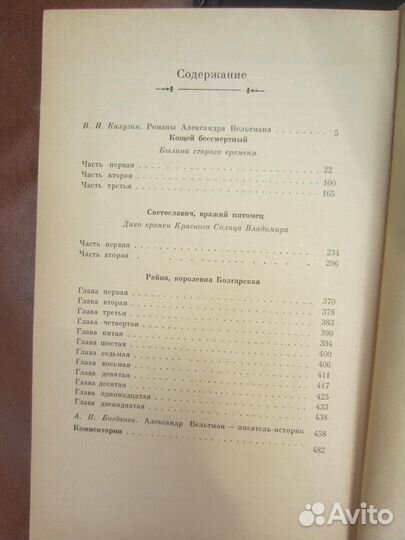 Содержание
В. И. Калугин. Романы Александра Вельтмана . . . . . . . . . 5
Кощей бессмертный
Былина старого времени
Часть первая . . . . . . . . . . . . . . . 22
Часть вторая . . . . . . . . . . . . . . . 100
Часть третья . . . . . . . . . . . . . . . 165
Светославич, вражий питомец
Диво времен Красного Солнца Владимира
Часть первая . . . . . . . . . . . . . . . 234
Часть вторая . . . . . . . . . . . . . . . 296
Райна, королевна Болгарская
Глава первая . . . . . . . . . . . . . . . 370
Глава вторая . . . . . . . . . . . . . . . 378
Глава третья . . . . . . . . . . . . . . . 383
Глава четвертая . . . . . . . . . . . . . . . 390
Глава пятая . . . . . . . . . . . . . . . 394
Глава шестая . . . . . . . . . . . . . . . 400
Глава седьмая . . . . . . . . . . . . . . . 406
Глава восьмая . . . . . . . . . . . . . . . 411
Глава девятая . . . . . . . . . . . . . . . 417
Глава десятая . . . . . . . . . . . . . . . 425
Глава одиннадцатая . . . . . . . . . . . . . . . 433
Глава двенадцатая . . . . . . . . . . . . . . . 438
А. П. Богданов. Александр Вельтман — писатель-историк 458
Комментарии . . . . . . . . . . . . . . . 482
Avito